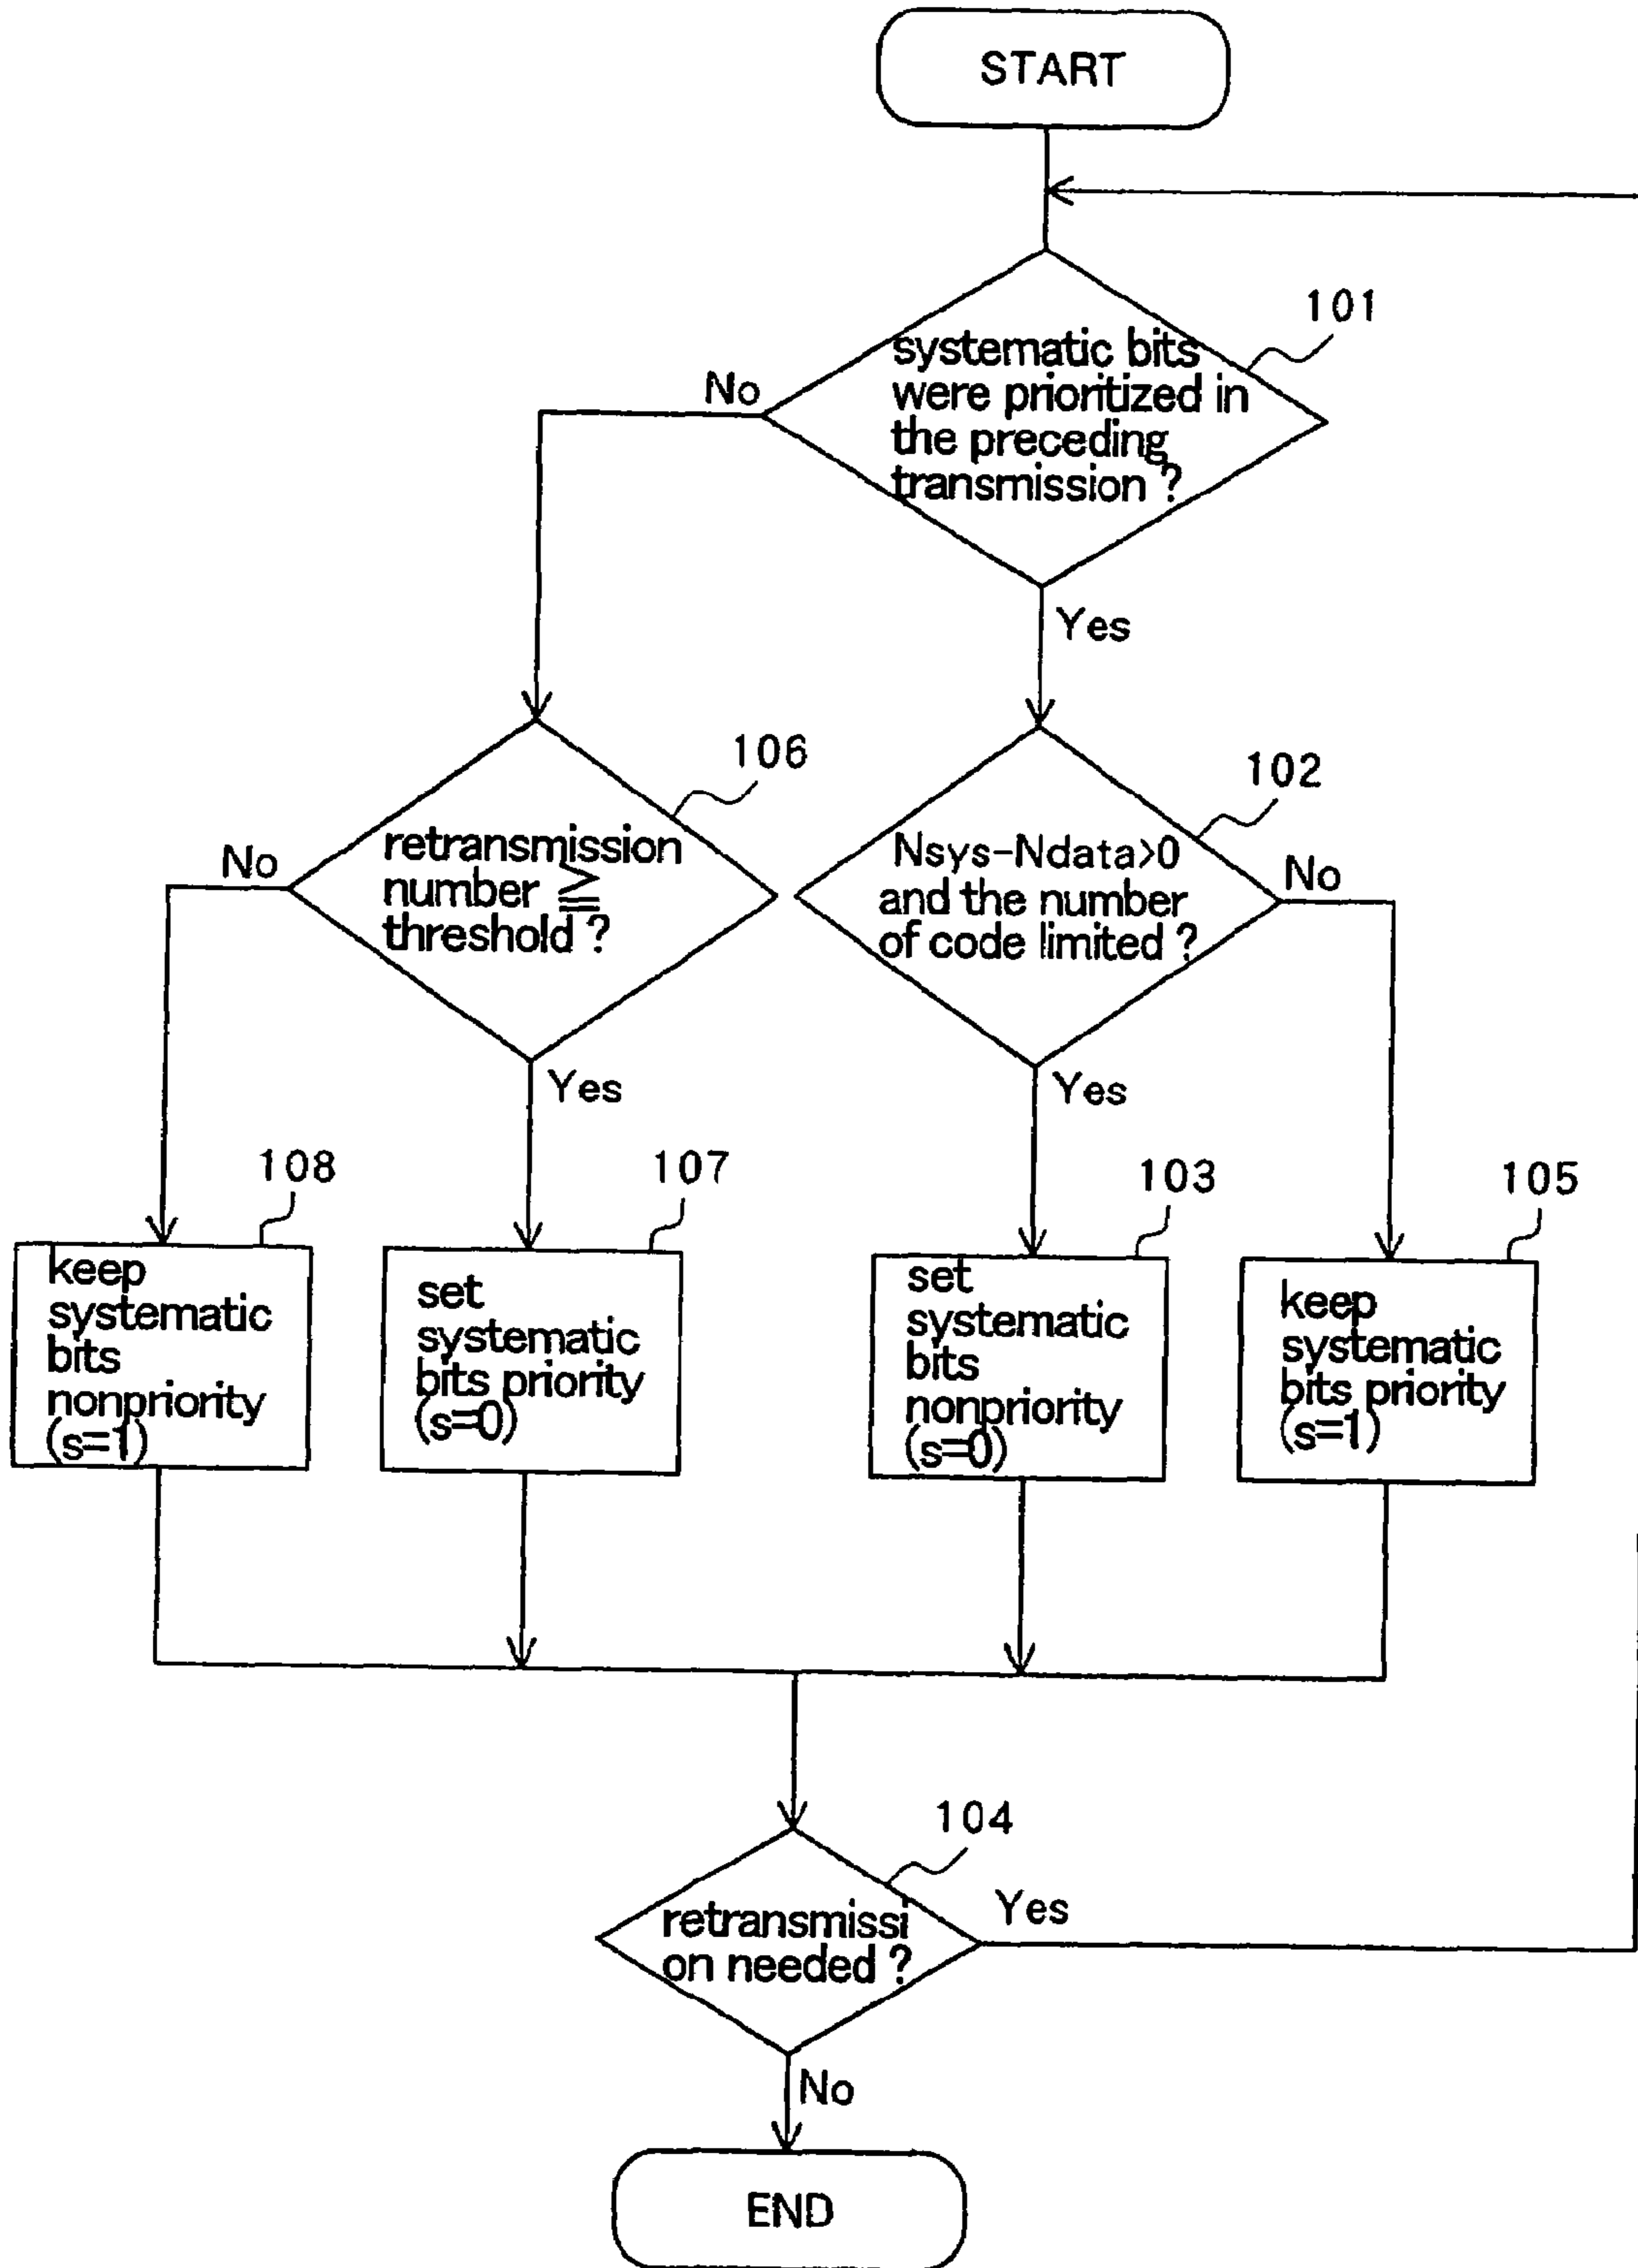 START
101
systematic bits
were prioritized in
the preceding
transmission ?
No
Yes
106
retransmission
number ≧
threshold ?
No
Yes
102
Nsys-Ndata>0
and the number
of code limited ?
No
Yes
108
keep
systematic
bits
nonpriority
(s=1)
107
set
systematic
bits priority
(s=0)
103
set
systematic
bits
nonpriority
(s=0)
105
keep
systematic
bits priority
(s=1)
104
retransmissi
on needed ?
Yes
No
END